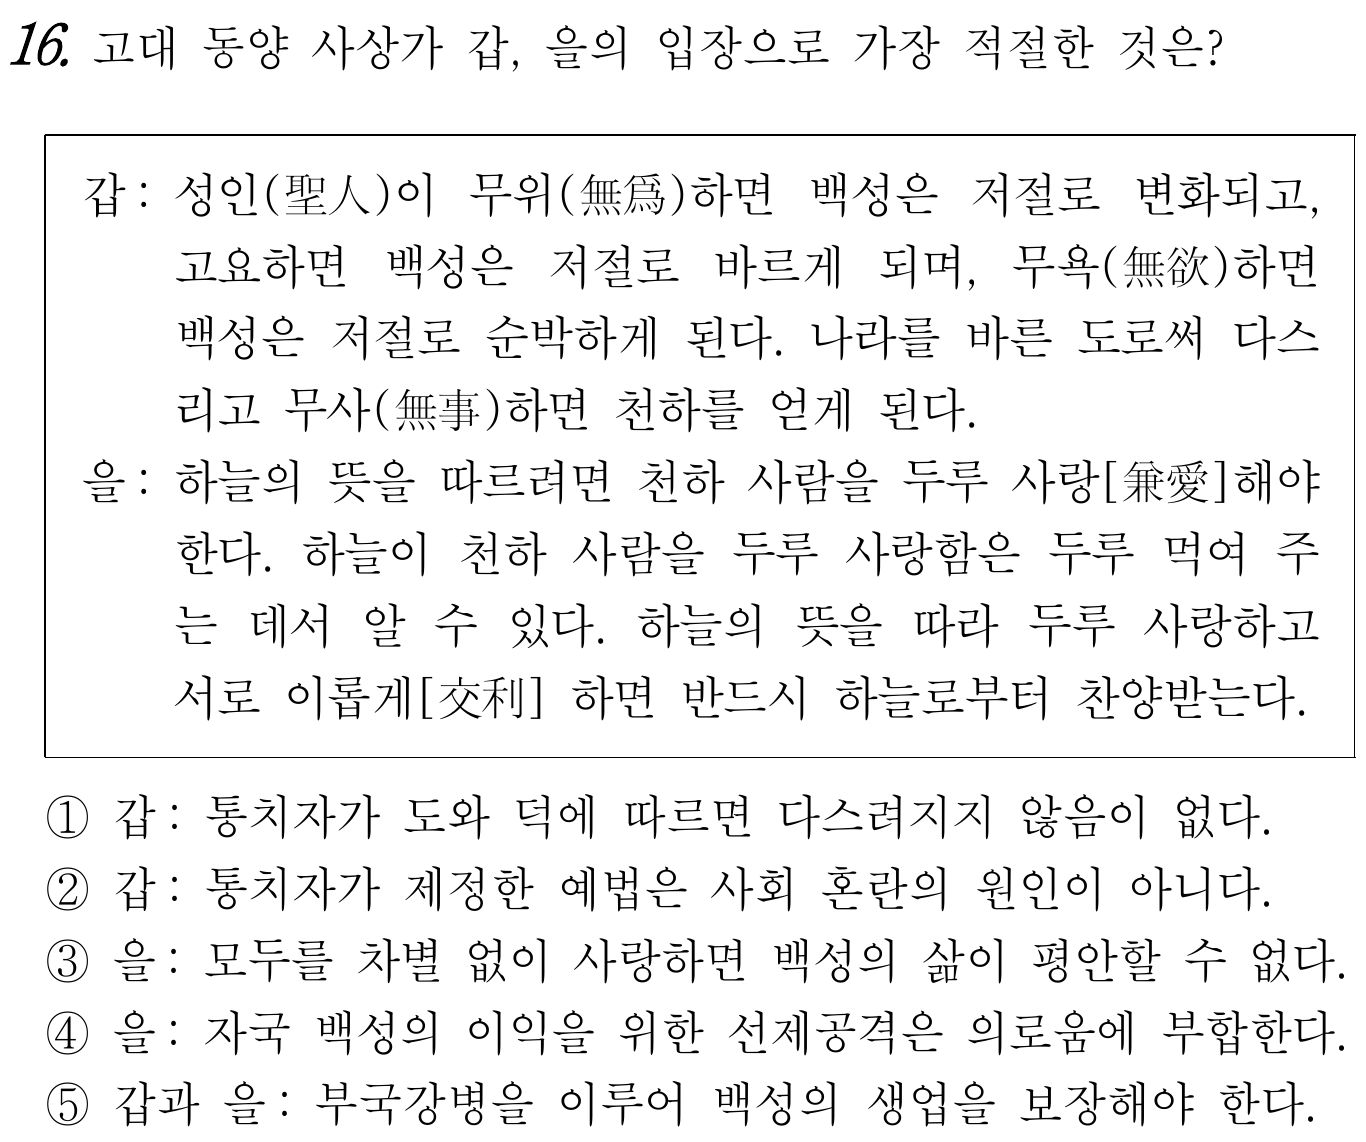 16. 고대 동양 사상가 갑, 을의 입장으로 가장 적절한 것은?
갑 : 성인(聖人)이 무위(無爲)하면 백성은 저절로 변화되고,
고요하면 백성은 저절로 바르게 되며, 무욕(無欲)하면
백성은 저절로 순박하게 된다. 나라를 바른 도로써 다스
리고 무사(無事)하면 천하를 얻게 된다.
을 : 하늘의 뜻을 따르려면 천하 사람을 두루 사랑[兼愛]해야
한다. 하늘이 천하 사람을 두루 사랑함은 두루 먹여 주
는 데서 알 수 있다. 하늘의 뜻을 따라 두루 사랑하고
서로 이롭게[交利] 하면 반드시 하늘로부터 찬양받는다.
① 갑 : 통치자가 도와 덕에 따르면 다스려지지 않음이 없다.
② 갑 : 통치자가 제정한 예법은 사회 혼란의 원인이 아니다.
③ 을 : 모두를 차별 없이 사랑하면 백성의 삶이 평안할 수 없다.
④ 을 : 자국 백성의 이익을 위한 선제공격은 의로움에 부합한다.
⑤ 갑과 을 : 부국강병을 이루어 백성의 생업을 보장해야 한다.